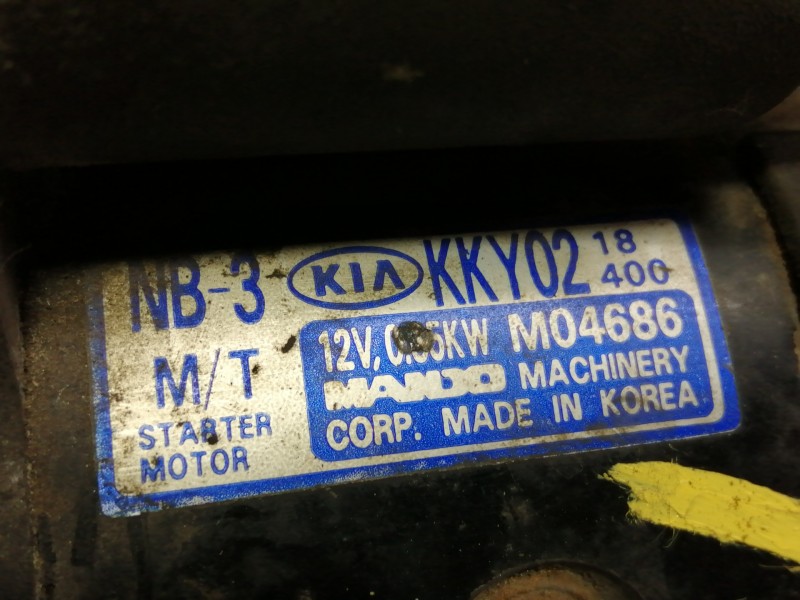 NB-3 KIA KKY02 18 400
M/T
STARTER
MOTOR
12V, M04686
MANDO MACHINERY
CORP. MADE IN KOREA